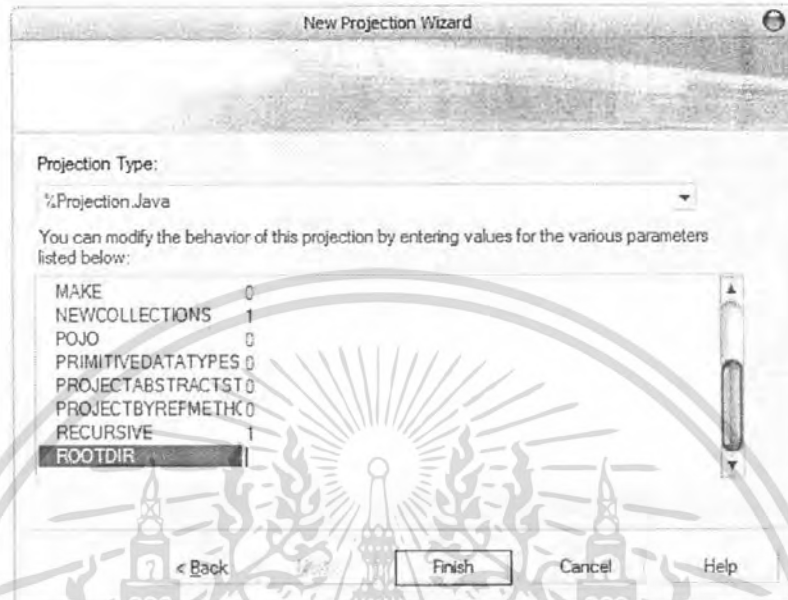 New Projection Wizard
Projection Type:
%Projection.Java
You can modify the behavior of this projection by entering values for the various parameters
listed below:
MAKE 0
NEWCOLLECTIONS 1
POJO 0
PRIMITIVEDATATYPES 0
PROJECTABSTRACTST 0
PROJECTBYREFMETHC 0
RECURSIVE 1
ROOTDIR
< Back Finish Cancel Help